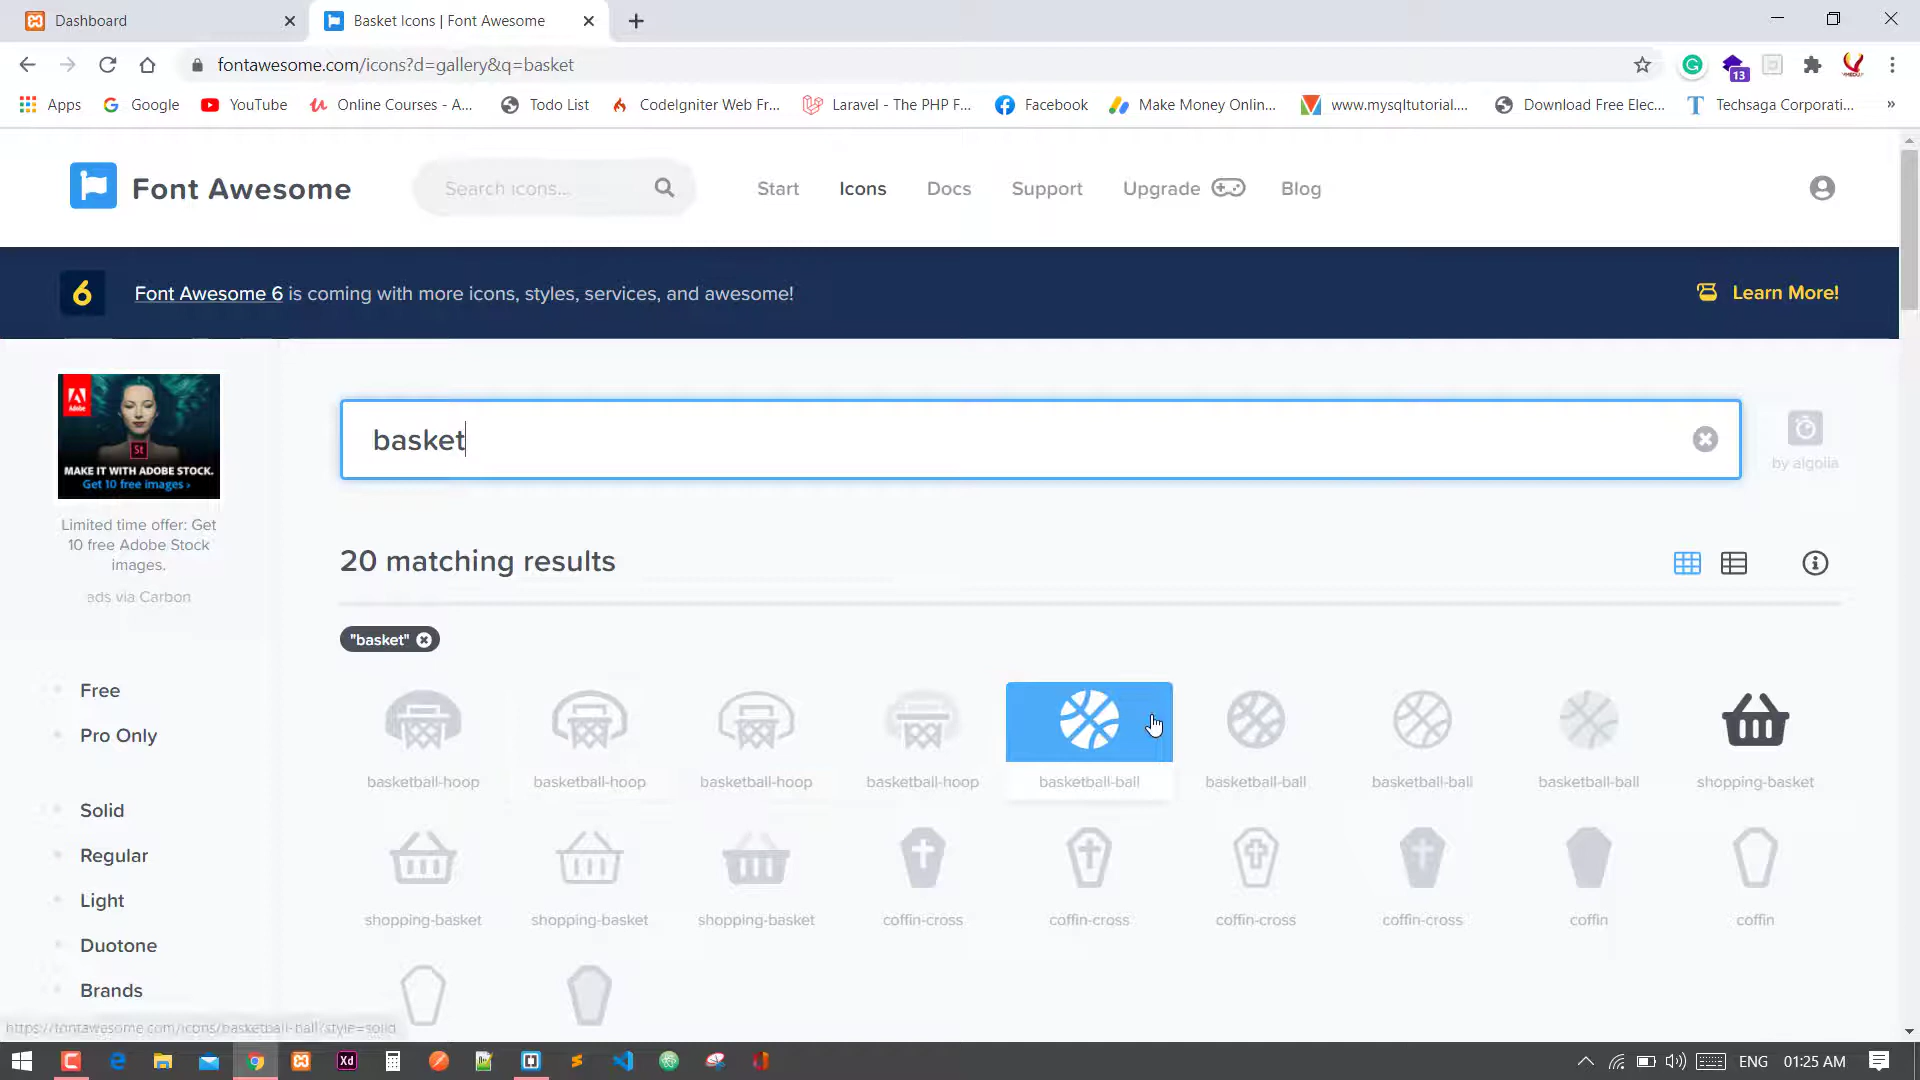 Dashboard
Basket Icons | Font Awesome
fontawesome.com/icons?d=gallery&q=basket
13
Apps
Google
YouTube
Online Courses - A...
Todo List
CodeIgniter Web Fr...
Laravel - The PHP F...
Facebook
Make Money Onlin...
www.mysqltutorial....
Download Free Elec...
Techsaga Corporati...
»
Font Awesome
Search icons...
Start
Icons
Docs
Support
Upgrade
Blog
6
Font Awesome 6 is coming with more icons, styles, services, and awesome!
Learn More!
Adobe
St
MAKE IT WITH ADOBE STOCK.
Get 10 free images ›
Limited time offer: Get
10 free Adobe Stock
images.
ads via Carbon
basket
by algolia
20 matching results
"basket"
Free
Pro Only
Solid
Regular
Light
Duotone
Brands
basketball-hoop
basketball-hoop
basketball-hoop
basketball-hoop
basketball-ball
basketball-ball
basketball-ball
basketball-ball
shopping-basket
shopping-basket
shopping-basket
shopping-basket
coffin-cross
coffin-cross
coffin-cross
coffin-cross
coffin
coffin
https://fontawesome.com/icons/basketball-ball?style=solid
Xd
ENG
01:25 AM